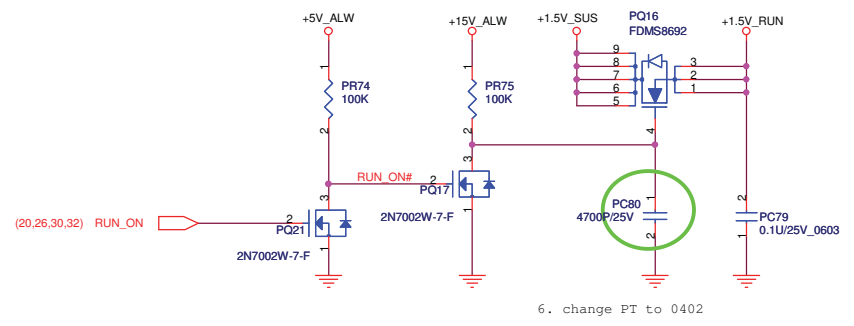 +5V_ALW
+15V_ALW
+1.5V_SUS
PQ16
FDMS8692
+1.5V_RUN
1
PR74
100K
2
1
PR75
100K
2
9
8
7
6
5
3
2
1
4
RUN_ON#
3
2
PQ17
1
2N7002W-7-F
(20,26,30,32) RUN_ON
3
2
PQ21
1
2N7002W-7-F
1
PC80
4700P/25V
2
2
PC79
0.1U/25V_0603
1
6. change PT to 0402